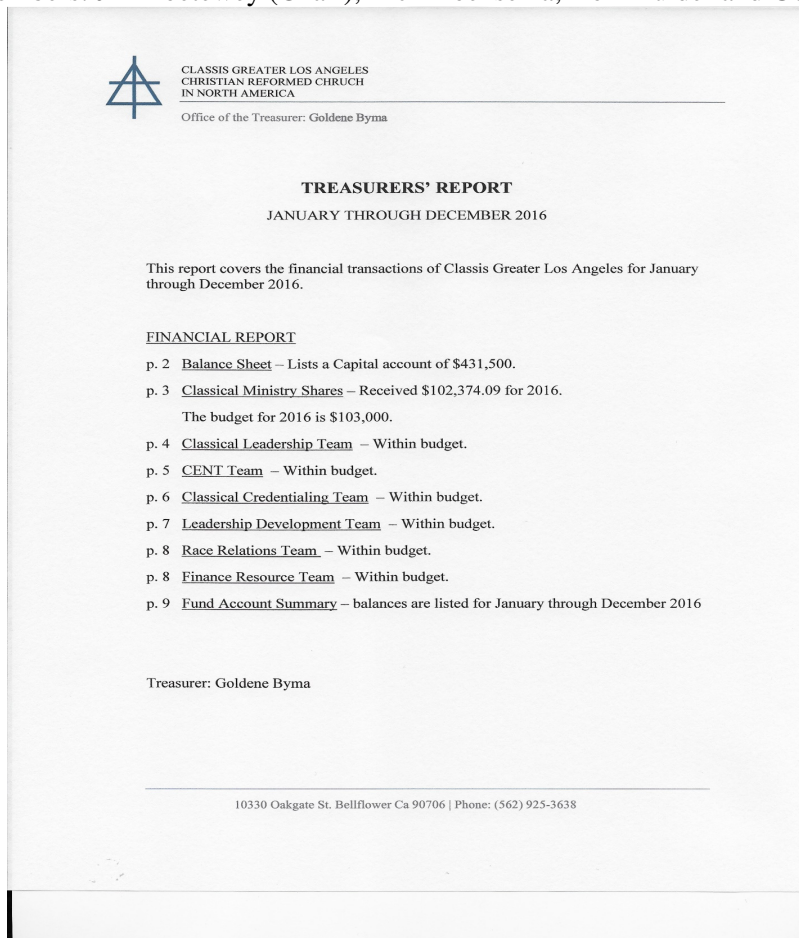 CLASSIS GREATER LOS ANGELES
CHRISTIAN REFORMED CHRUCH
IN NORTH AMERICA
Office of the Treasurer: Goldene Byma
TREASURERS' REPORT
JANUARY THROUGH DECEMBER 2016
This report covers the financial transactions of Classis Greater Los Angeles for January
through December 2016.
FINANCIAL REPORT
p. 2 Balance Sheet – Lists a Capital account of $431,500.
p. 3 Classical Ministry Shares – Received $102,374.09 for 2016.
The budget for 2016 is $103,000.
p. 4 Classical Leadership Team – Within budget.
p. 5 CENT Team – Within budget.
p. 6 Classical Credentialing Team – Within budget.
p. 7 Leadership Development Team – Within budget.
p. 8 Race Relations Team – Within budget.
p. 8 Finance Resource Team – Within budget.
p. 9 Fund Account Summary – balances are listed for January through December 2016
Treasurer: Goldene Byma
10330 Oakgate St. Bellflower Ca 90706 | Phone: (562) 925-3638